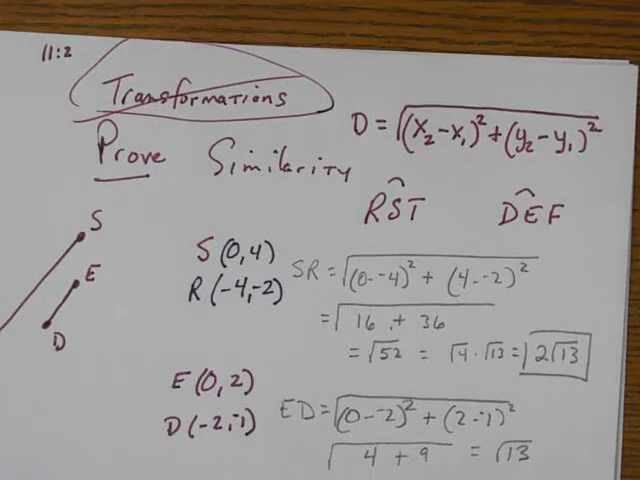 11:2
Transformations
D = √(x₂-x₁)² + (y₂-y₁)²
Prove Similarity
RST DEF
S
S (0,4)
R (-4,-2)
SR = √(0--4)² + (4--2)²
= √16 + 36
= √52 = √4 · √13 = 2√13
E
D
E (0,2)
D (-2,-1)
ED = √(0--2)² + (2--1)²
√4 + 9 = √13